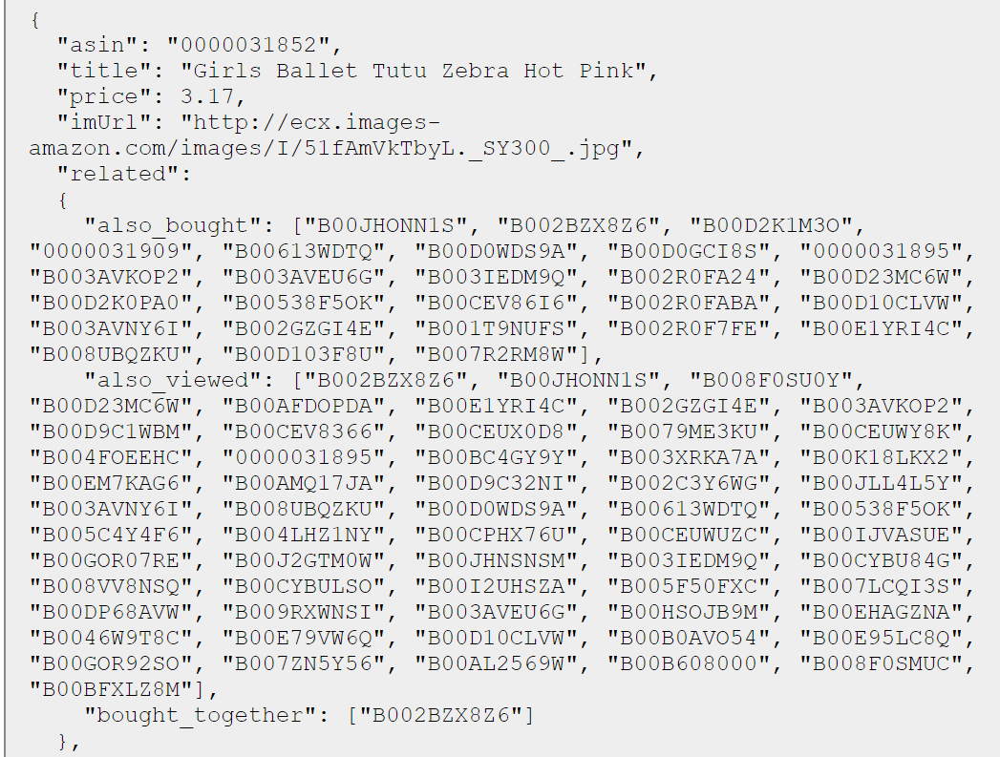 {
"asin": "0000031852",
"title": "Girls Ballet Tutu Zebra Hot Pink",
"price": 3.17,
"imUrl": "http://ecx.images-
amazon.com/images/I/51fAmVkTbyL._SY300_.jpg",
"related":
{
"also_bought": ["B00JHONN1S", "B002BZX8Z6", "B00D2K1M3O",
"0000031909", "B00613WDTQ", "B00D0WDS9A", "B00D0GCI8S", "0000031895",
"B003AVKOP2", "B003AVEU6G", "B003IEDM9Q", "B002R0FA24", "B00D23MC6W",
"B00D2K0PA0", "B00538F5OK", "B00CEV86I6", "B002R0FABA", "B00D10CLVW",
"B003AVNY6I", "B002GZGI4E", "B001T9NUFS", "B002R0F7FE", "B00E1YRI4C",
"B008UBQZKU", "B00D103F8U", "B007R2RM8W"],
"also_viewed": ["B002BZX8Z6", "B00JHONN1S", "B008F0SU0Y",
"B00D23MC6W", "B00AFDOPDA", "B00E1YRI4C", "B002GZGI4E", "B003AVKOP2",
"B00D9C1WBM", "B00CEV8366", "B00CEUX0D8", "B0079ME3KU", "B00CEUWY8K",
"B004FOEEHC", "0000031895", "B00BC4GY9Y", "B003XRKA7A", "B00K18LKX2",
"B00EM7KAG6", "B00AMQ17JA", "B00D9C32NI", "B002C3Y6WG", "B00JLL4L5Y",
"B003AVNY6I", "B008UBQZKU", "B00D0WDS9A", "B00613WDTQ", "B00538F5OK",
"B005C4Y4F6", "B004LHZ1NY", "B00CPHX76U", "B00CEUWUZC", "B00IJVASUE",
"B00GOR07RE", "B00J2GTM0W", "B00JHNSNSM", "B003IEDM9Q", "B00CYBU84G",
"B008VV8NSQ", "B00CYBULSO", "B00I2UHSZA", "B005F50FXC", "B007LCQI3S",
"B00DP68AVW", "B009RXWNSI", "B003AVEU6G", "B00HSOJB9M", "B00EHAGZNA",
"B0046W9T8C", "B00E79VW6Q", "B00D10CLVW", "B00B0AVO54", "B00E95LC8Q",
"B00GOR92SO", "B007ZN5Y56", "B00AL2569W", "B00B608000", "B008F0SMUC",
"B00BFXLZ8M"],
"bought_together": ["B002BZX8Z6"]
},